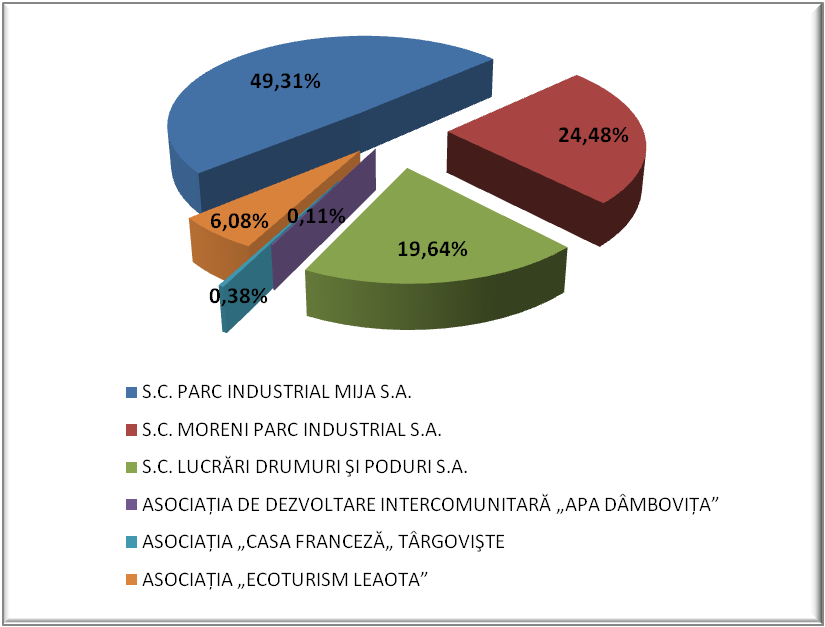 49,31%
24,48%
6,08%
0,11%
19,64%
0,38%
S.C. PARC INDUSTRIAL MIJA S.A.
S.C. MORENI PARC INDUSTRIAL S.A.
S.C. LUCRĂRI DRUMURI ŞI PODURI S.A.
ASOCIAȚIA DE DEZVOLTARE INTERCOMUNITARĂ „APA DÂMBOVIȚA”
ASOCIAȚIA „CASA FRANCEZĂ„ TÂRGOVIŞTE
ASOCIAȚIA „ECOTURISM LEAOTA”